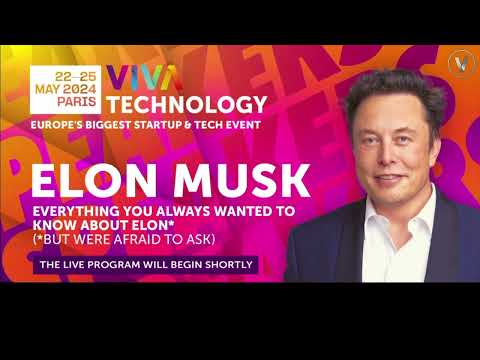 22—25
MAY 2024
PARIS
VIVA
TECHNOLOGY
EUROPE'S BIGGEST STARTUP & TECH EVENT
ELON MUSK
EVERYTHING YOU ALWAYS WANTED TO
KNOW ABOUT ELON*
(*BUT WERE AFRAID TO ASK)
THE LIVE PROGRAM WILL BEGIN SHORTLY